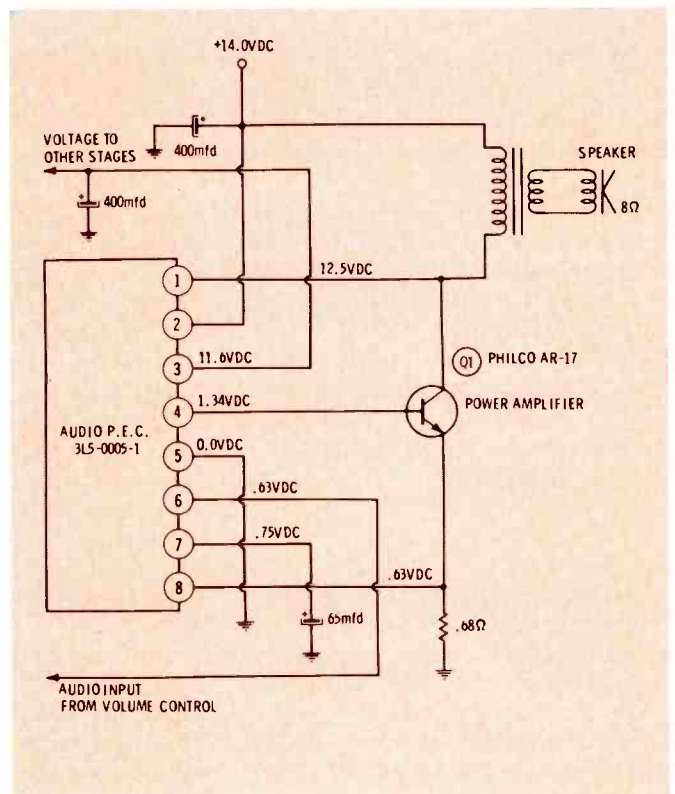 +14.0VDC
400mfd
VOLTAGE TO
OTHER STAGES
400mfd
SPEAKER
8Ω
12.5VDC
1
2
3
11.6VDC
Q1 PHILCO AR-17
4
1.34VDC
POWER AMPLIFIER
AUDIO P.E.C.
3L5-0005-1
5
0.0VDC
6
.63VDC
7
.75VDC
8
.63VDC
65mfd
.68Ω
AUDIO INPUT
FROM VOLUME CONTROL